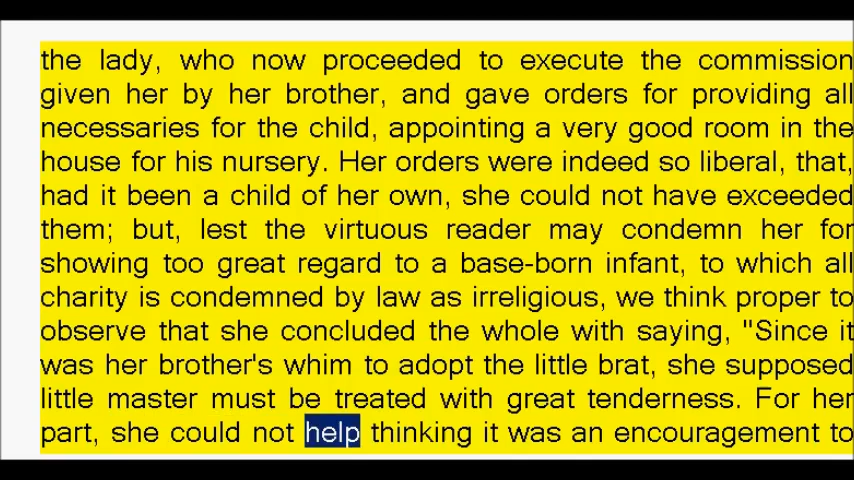 the lady, who now proceeded to execute the commission
given her by her brother, and gave orders for providing all
necessaries for the child, appointing a very good room in the
house for his nursery. Her orders were indeed so liberal, that,
had it been a child of her own, she could not have exceeded
them; but, lest the virtuous reader may condemn her for
showing too great regard to a base-born infant, to which all
charity is condemned by law as irreligious, we think proper to
observe that she concluded the whole with saying, "Since it
was her brother's whim to adopt the little brat, she supposed
little master must be treated with great tenderness. For her
part, she could not help thinking it was an encouragement to